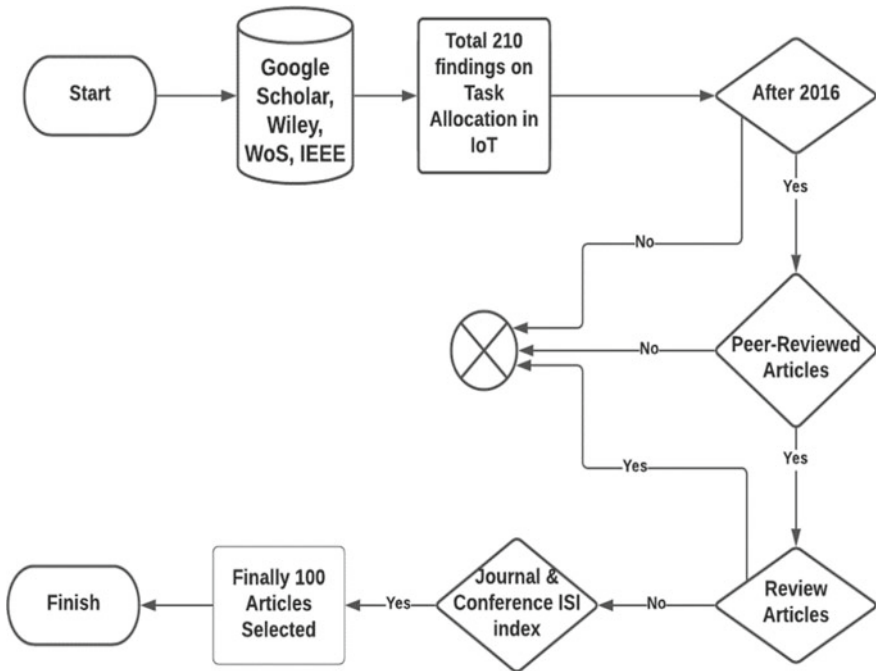 Start
Google
Scholar,
Wiley,
WoS, IEEE
Total 210
findings on
Task
Allocation in
IoT
After 2016
Yes
No
Peer-Reviewed
Articles
No
Yes
Yes
Review
Articles
No
Journal &
Conference ISI
index
Yes
Finally 100
Articles
Selected
Finish